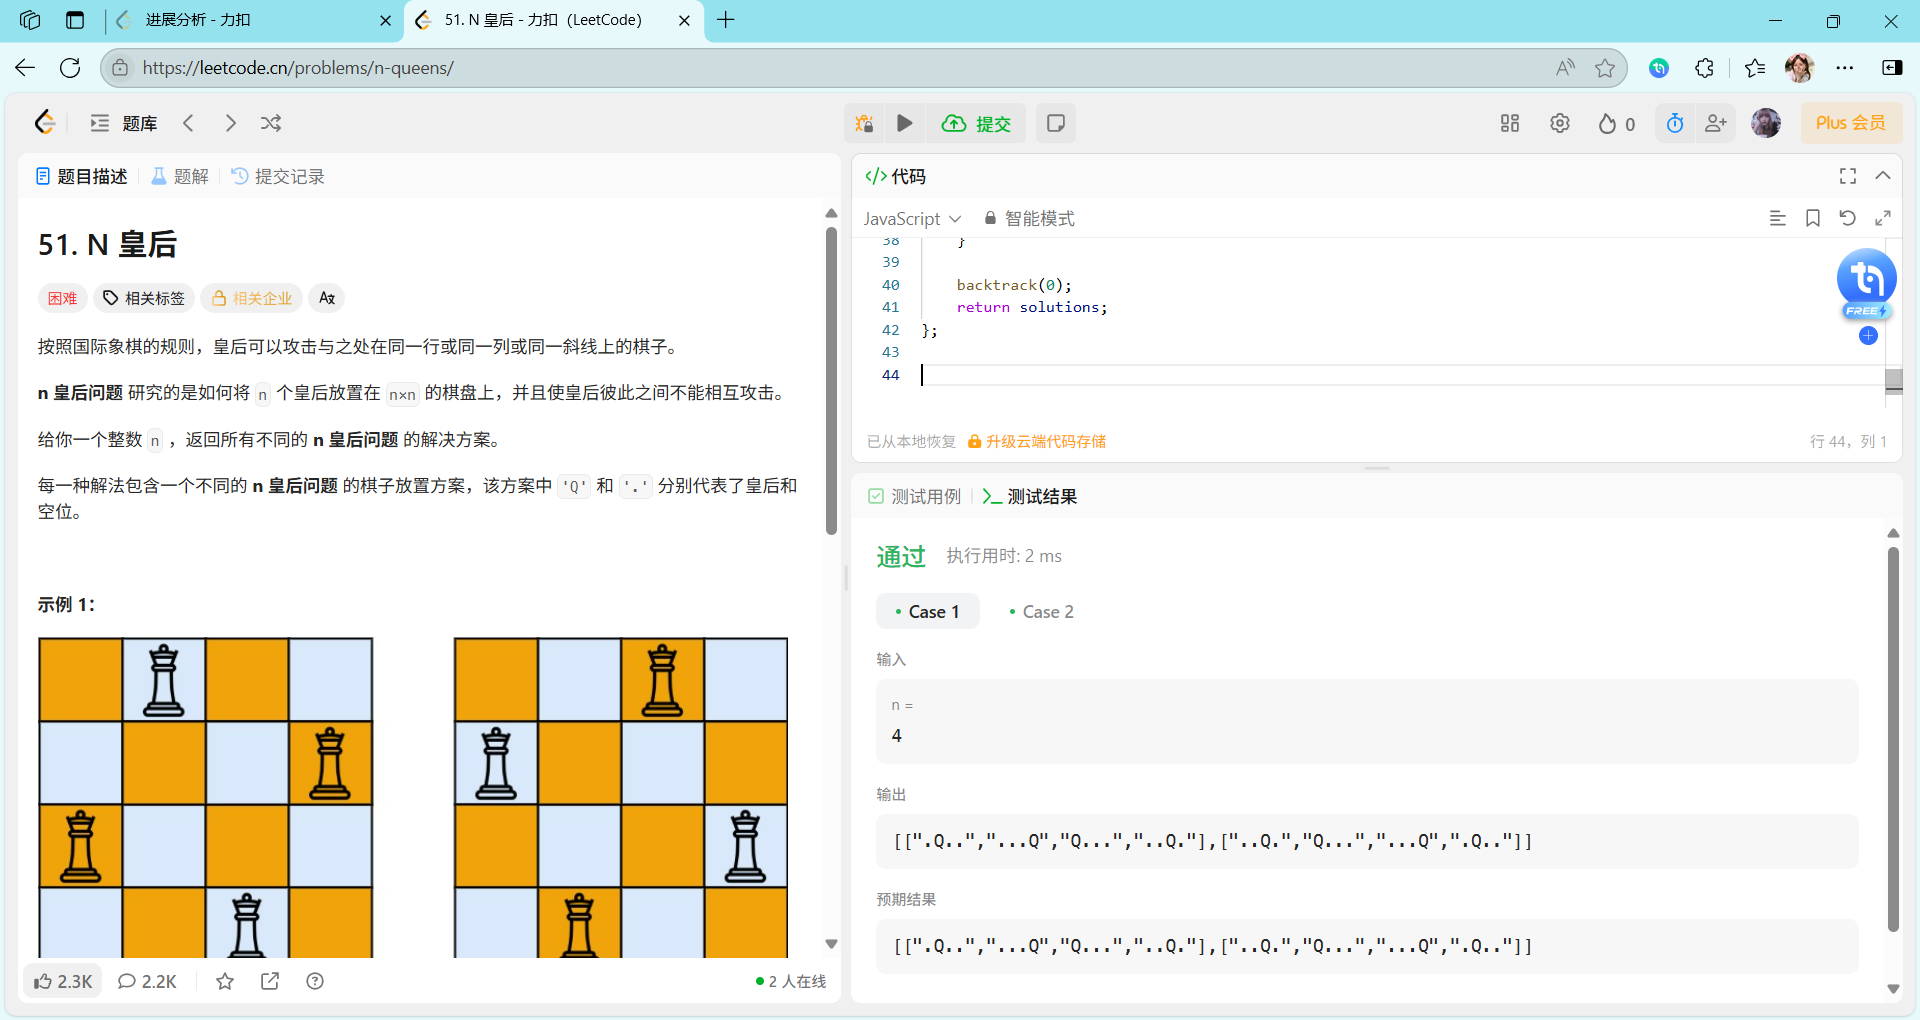 进展分析 - 力扣
51. N 皇后 - 力扣（LeetCode）
https://leetcode.cn/problems/n-queens/
题库
提交
0
Plus 会员
题目描述
题解
提交记录
51. N 皇后
困难
相关标签
相关企业
按照国际象棋的规则，皇后可以攻击与之处在同一行或同一列或同一斜线上的棋子。
n 皇后问题 研究的是如何将 n 个皇后放置在 n×n 的棋盘上，并且使皇后彼此之间不能相互攻击。
给你一个整数 n ，返回所有不同的 n 皇后问题 的解决方案。
每一种解法包含一个不同的 n 皇后问题 的棋子放置方案，该方案中 'Q' 和 '.' 分别代表了皇后和
空位。
示例 1：
2.3K
2.2K
2 人在线
代码
JavaScript
智能模式
38 }
39
40 backtrack(0);
41 return solutions;
42 };
43
44
FREE
已从本地恢复
升级云端代码存储
行 44，列 1
测试用例
测试结果
通过
执行用时: 2 ms
Case 1
Case 2
输入
n =
4
输出
[[".Q..","...Q","Q...","..Q."],["..Q.","Q...","...Q",".Q.."]]
预期结果
[[".Q..","...Q","Q...","..Q."],["..Q.","Q...","...Q",".Q.."]]